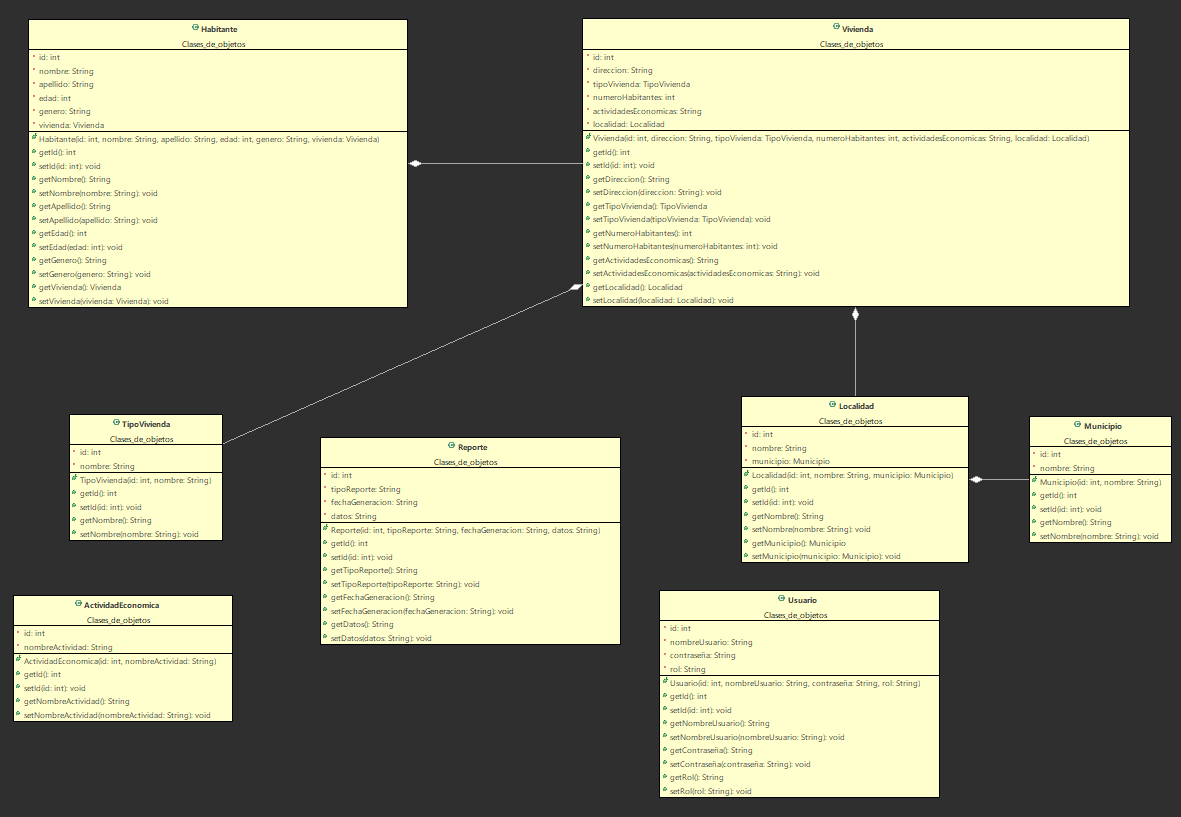 Habitante
Clases_de_objetos
id: int
nombre: String
apellido: String
edad: int
genero: String
vivienda: Vivienda
Habitante(id: int, nombre: String, apellido: String, edad: int, genero: String, vivienda: Vivienda)
getId(): int
setId(id: int): void
getNombre(): String
setNombre(nombre: String): void
getApellido(): String
setApellido(apellido: String): void
getEdad(): int
setEdad(edad: int): void
getGenero(): String
setGenero(genero: String): void
getVivienda(): Vivienda
setVivienda(vivienda: Vivienda): void
Vivienda
Clases_de_objetos
id: int
direccion: String
tipoVivienda: TipoVivienda
numeroHabitantes: int
actividadesEconomicas: String
localidad: Localidad
Vivienda(id: int, direccion: String, tipoVivienda: TipoVivienda, numeroHabitantes: int, actividadesEconomicas: String, localidad: Localidad)
getId(): int
setId(id: int): void
getDireccion(): String
setDireccion(direccion: String): void
getTipoVivienda(): TipoVivienda
setTipoVivienda(tipoVivienda: TipoVivienda): void
getNumeroHabitantes(): int
setNumeroHabitantes(numeroHabitantes: int): void
getActividadesEconomicas(): String
setActividadesEconomicas(actividadesEconomicas: String): void
getLocalidad(): Localidad
setLocalidad(localidad: Localidad): void
TipoVivienda
Clases_de_objetos
id: int
nombre: String
TipoVivienda(id: int, nombre: String)
getId(): int
setId(id: int): void
getNombre(): String
setNombre(nombre: String): void
Reporte
Clases_de_objetos
id: int
tipoReporte: String
fechaGeneracion: String
datos: String
Reporte(id: int, tipoReporte: String, fechaGeneracion: String, datos: String)
getId(): int
setId(id: int): void
getTipoReporte(): String
setTipoReporte(tipoReporte: String): void
getFechaGeneracion(): String
setFechaGeneracion(fechaGeneracion: String): void
getDatos(): String
setDatos(datos: String): void
Localidad
Clases_de_objetos
id: int
nombre: String
municipio: Municipio
Localidad(id: int, nombre: String, municipio: Municipio)
getId(): int
setId(id: int): void
getNombre(): String
setNombre(nombre: String): void
getMunicipio(): Municipio
setMunicipio(municipio: Municipio): void
Municipio
Clases_de_objetos
id: int
nombre: String
Municipio(id: int, nombre: String)
getId(): int
setId(id: int): void
getNombre(): String
setNombre(nombre: String): void
ActividadEconomica
Clases_de_objetos
id: int
nombreActividad: String
ActividadEconomica(id: int, nombreActividad: String)
getId(): int
setId(id: int): void
getNombreActividad(): String
setNombreActividad(nombreActividad: String): void
Usuario
Clases_de_objetos
id: int
nombreUsuario: String
contraseña: String
rol: String
Usuario(id: int, nombreUsuario: String, contraseña: String, rol: String)
getId(): int
setId(id: int): void
getNombreUsuario(): String
setNombreUsuario(nombreUsuario: String): void
getContraseña(): String
setContraseña(contraseña: String): void
getRol(): String
setRol(rol: String): void